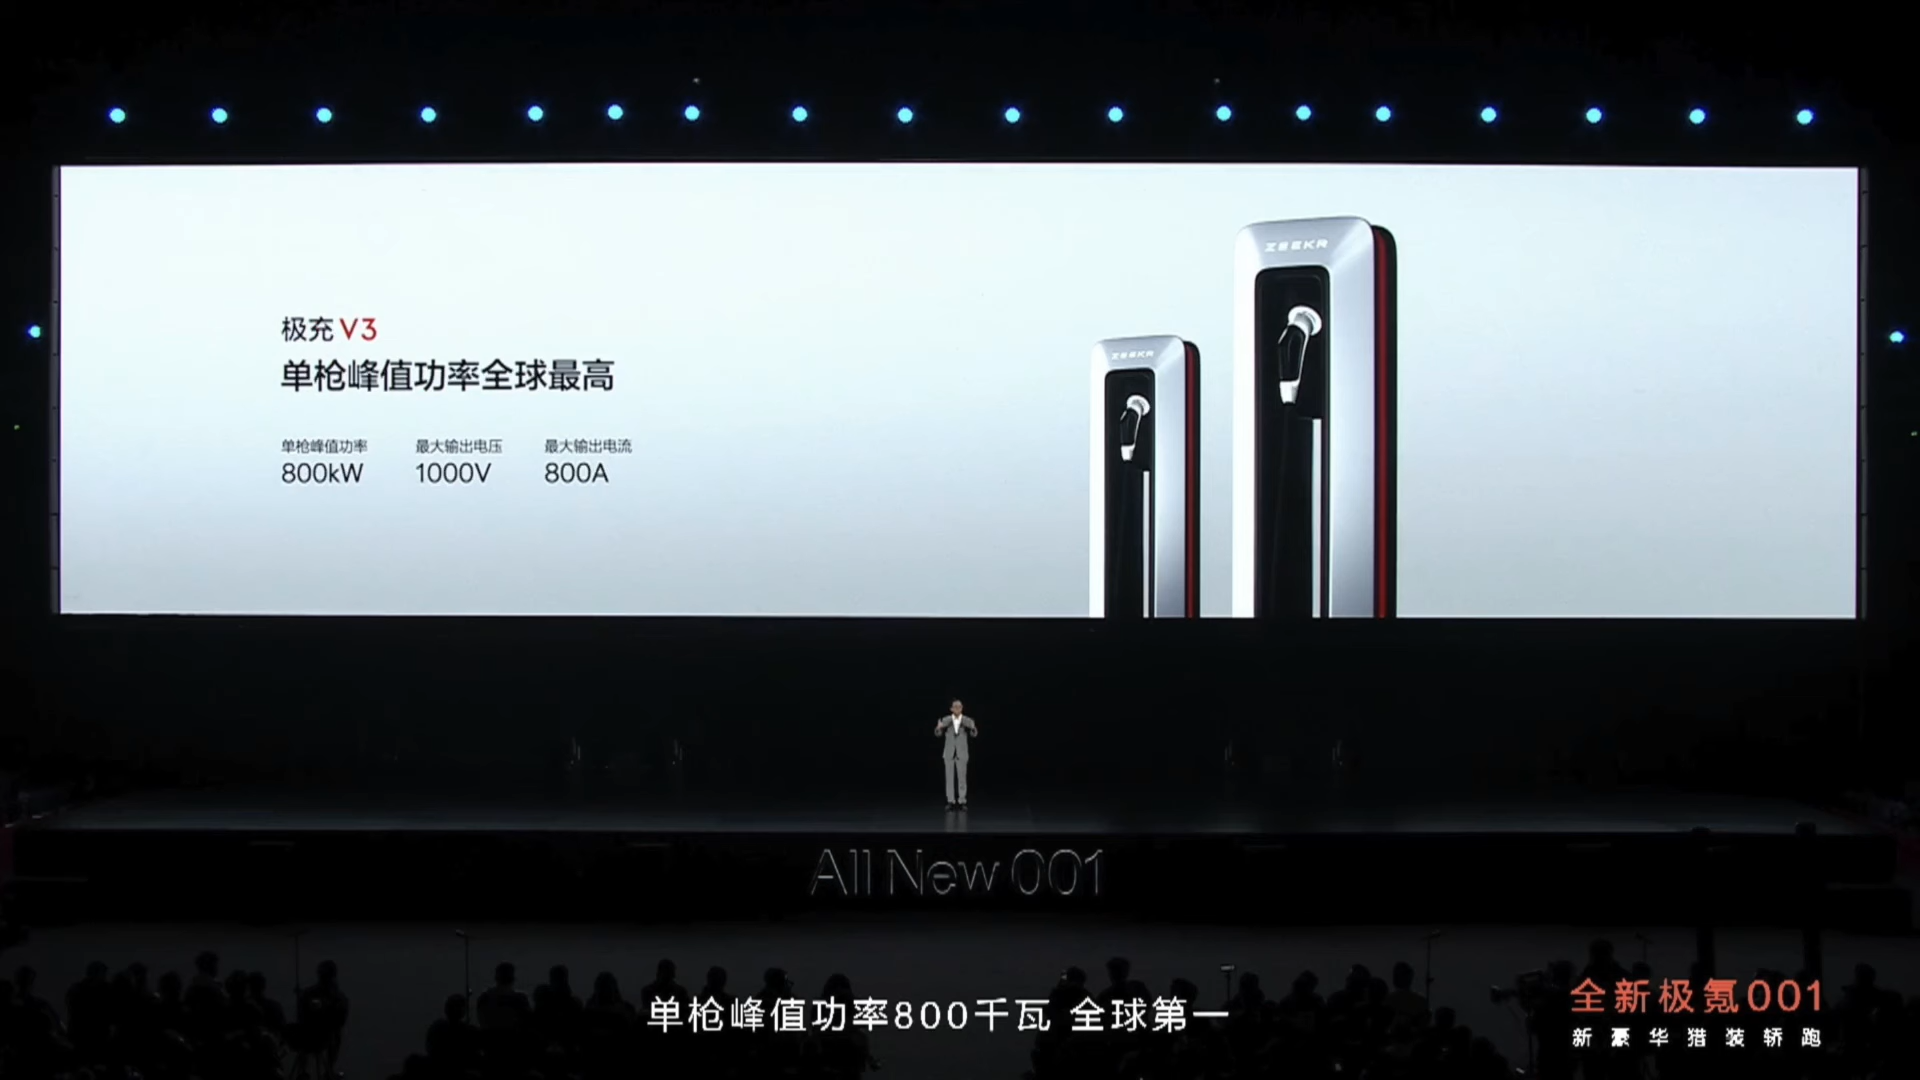 ZEEKR
ZEEKR
极充V3
单枪峰值功率全球最高
单枪峰值功率 最大输出电压 最大输出电流
800kW 1000V 800A
All New 001
单枪峰值功率800千瓦 全球第一
全新极氪001
新豪华猎装轿跑